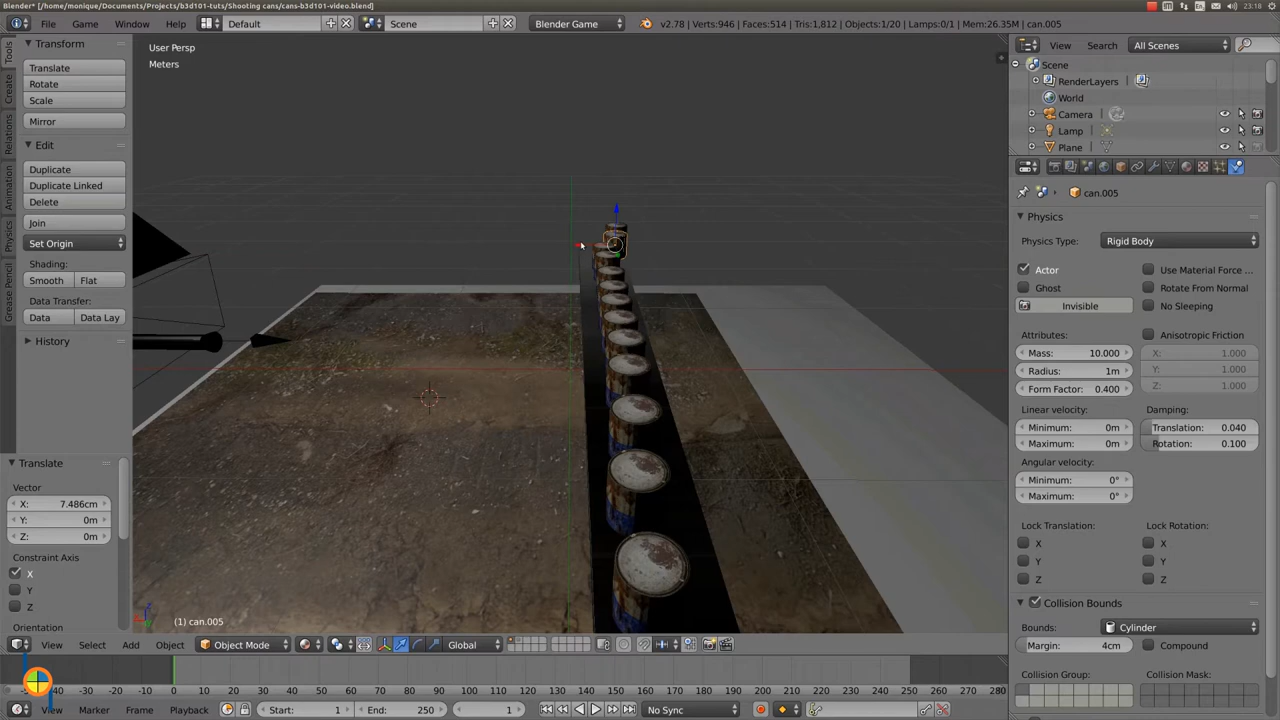 Blender* [/home/monique/Documents/Projects/b3d101-tuts/Shooting cans/cans-b3d101-video.blend]
23:18
File Game Window Help Default Scene Blender Game v2.78 | Verts:946 | Faces:514 | Tris:1,812 | Objects:1/20 | Lamps:0/1 | Mem:26.35M | can.005
Tools
Create
Relations
Animation
Physics
Grease Pencil
Transform
Translate
Rotate
Scale
Mirror
Edit
Duplicate
Duplicate Linked
Delete
Join
Set Origin
Shading:
Smooth Flat
Data Transfer:
Data Data Lay
History
Translate
Vector
X: 7.486cm
Y: 0m
Z: 0m
Constraint Axis
X
Y
Z
Orientation
User Persp
Meters
(1) can.005
View Select Add Object Object Mode Global
-40 -30 -20 -10 0 10 20 30 40 50 60 70 80 90 100 110 120 130 140 150 160 170 180 190 200 210 220 230 240 250 260 270 280
View Marker Frame Playback Start: 1 End: 250 1 No Sync
View Search All Scenes
Scene
RenderLayers
World
Camera
Lamp
Plane
can.005
Physics
Physics Type: Rigid Body
Actor Use Material Force ...
Ghost Rotate From Normal
Invisible No Sleeping
Attributes: Anisotropic Friction
Mass: 10.000 X: 1.000
Radius: 1m Y: 1.000
Form Factor: 0.400 Z: 1.000
Linear velocity: Damping:
Minimum: 0m Translation: 0.040
Maximum: 0m Rotation: 0.100
Angular velocity:
Minimum: 0°
Maximum: 0°
Lock Translation: Lock Rotation:
X X
Y Y
Z Z
Collision Bounds
Bounds: Cylinder
Margin: 4cm Compound
Collision Group: Collision Mask: